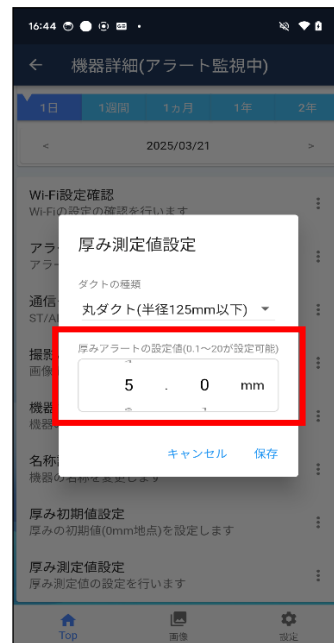 16:44
機器詳細(アラート監視中)
1日 1週間 1ヵ月 1年 2年
< 2025/03/21 >
Wi-Fi設定確認
Wi-Fiの設定の確認を行います
アラ
アラー
通信
ST/A
撮影
画像
機器
機器
名称
機器の名称を変更します
厚み測定値設定
ダクトの種類
丸ダクト(半径125mm以下)
厚みアラートの設定値(0.1〜20が設定可能)
5 . 0 mm
キャンセル 保存
厚み初期値設定
厚みの初期値(0mm地点)を設定します
厚み測定値設定
厚み測定値の設定を行います
Top 画像 設定